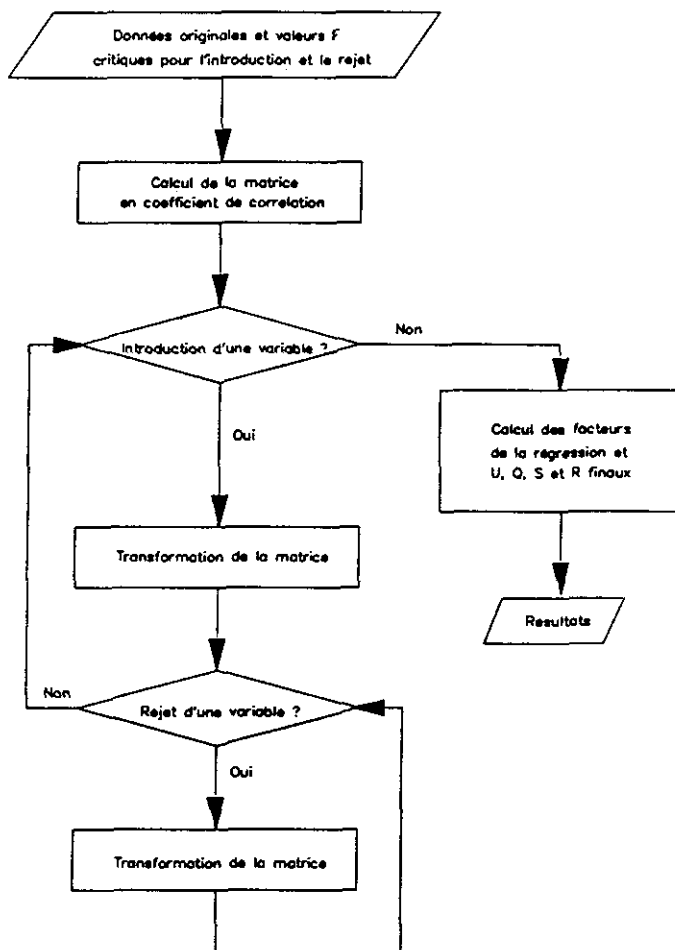 Données originales et valeurs F
critiques pour l'introduction et le rejet
Calcul de la matrice
en coefficient de correlation
Introduction d'une variable ?
Non
Oui
Calcul des facteurs
de la régression et
U, Q, S et R finaux
Transformation de la matrice
Resultats
Non
Rejet d'une variable ?
Oui
Transformation de la matrice